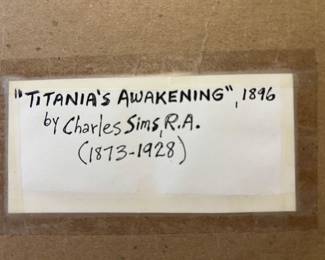 "TITANIA'S AWAKENING", 1896
by Charles Sims, R.A.
(1873-1928)